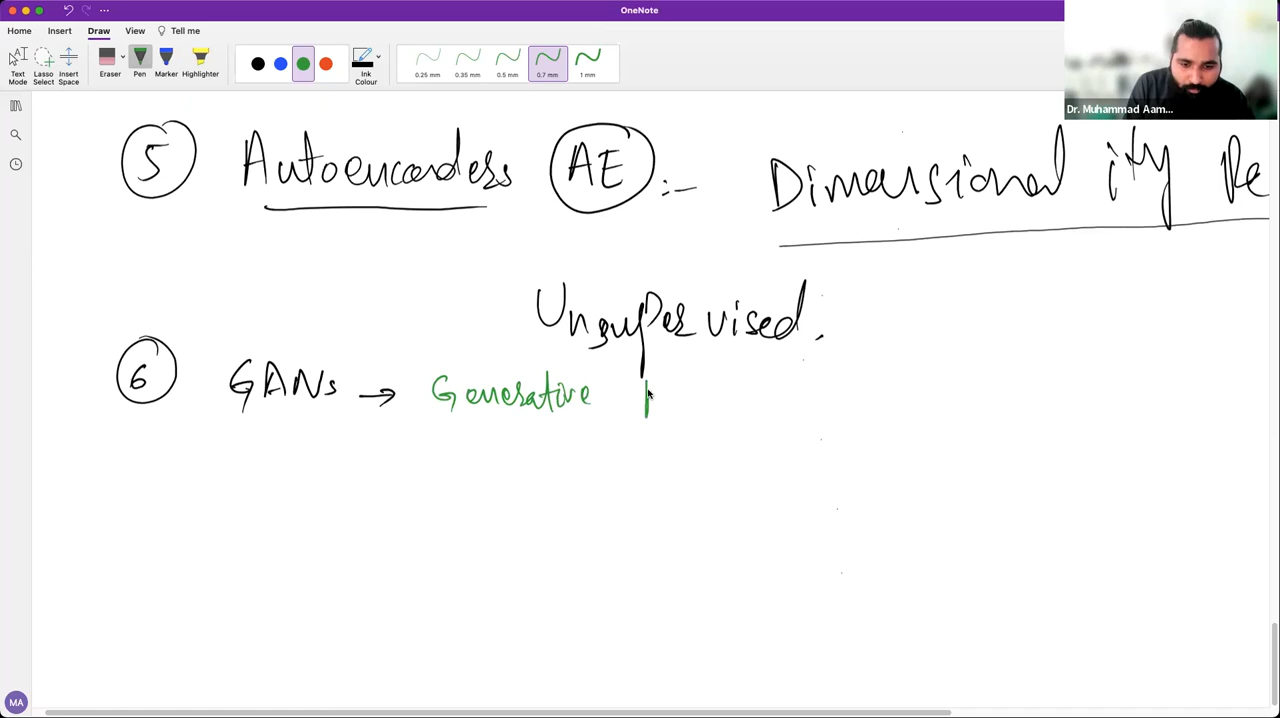 OneNote
Home Insert Draw View Tell me
Text Mode
Lasso Select
Insert Space
Eraser
Pen
Marker
Highlighter
Ink Colour
0.25 mm
0.35 mm
0.5 mm
0.7 mm
1 mm
Dr. Muhammad Aam...
5 Autoencoders AE :- Dimensionality Re
Unsupervised.
6 GANs → Generative
MA